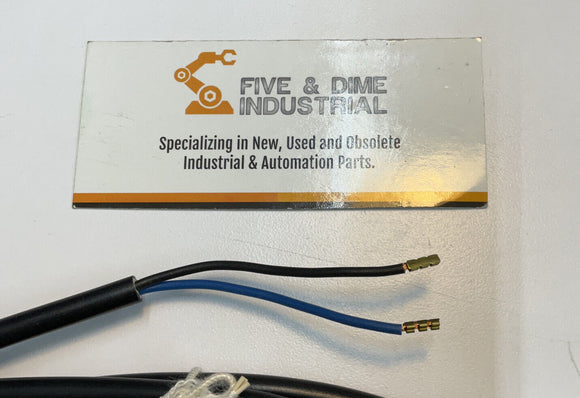 FIVE & DIME
INDUSTRIAL
Specializing in New, Used and Obsolete
Industrial & Automation Parts.